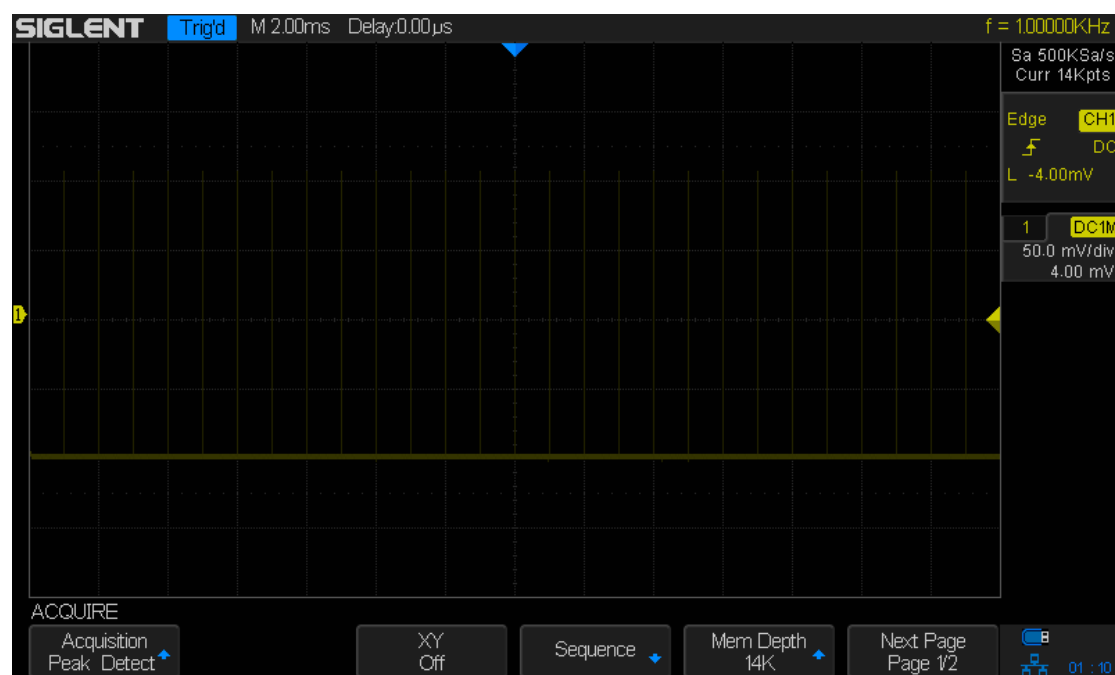 SIGLENT Trig'd M 2.00ms Delay:0.00µs f = 1.00000KHz
Sa 500KSa/s
Curr 14Kpts
Edge CH1
DC
L -4.00mV
1 DC1M
50.0 mV/div
4.00 mV
1
ACQUIRE
Acquisition
Peak Detect
XY
Off
Sequence
Mem Depth
14K
Next Page
Page 1/2
01 : 10